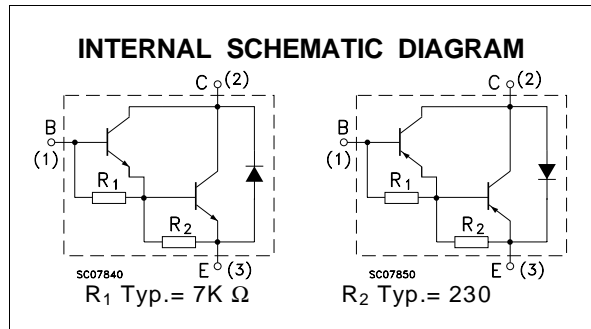 INTERNAL SCHEMATIC DIAGRAM
C (2) C (2)
B B
(1) (1)
R1 R1
R2 R2
SC07840 E (3) SC07850 E (3)
R1 Typ.= 7K Ω R2 Typ.= 230